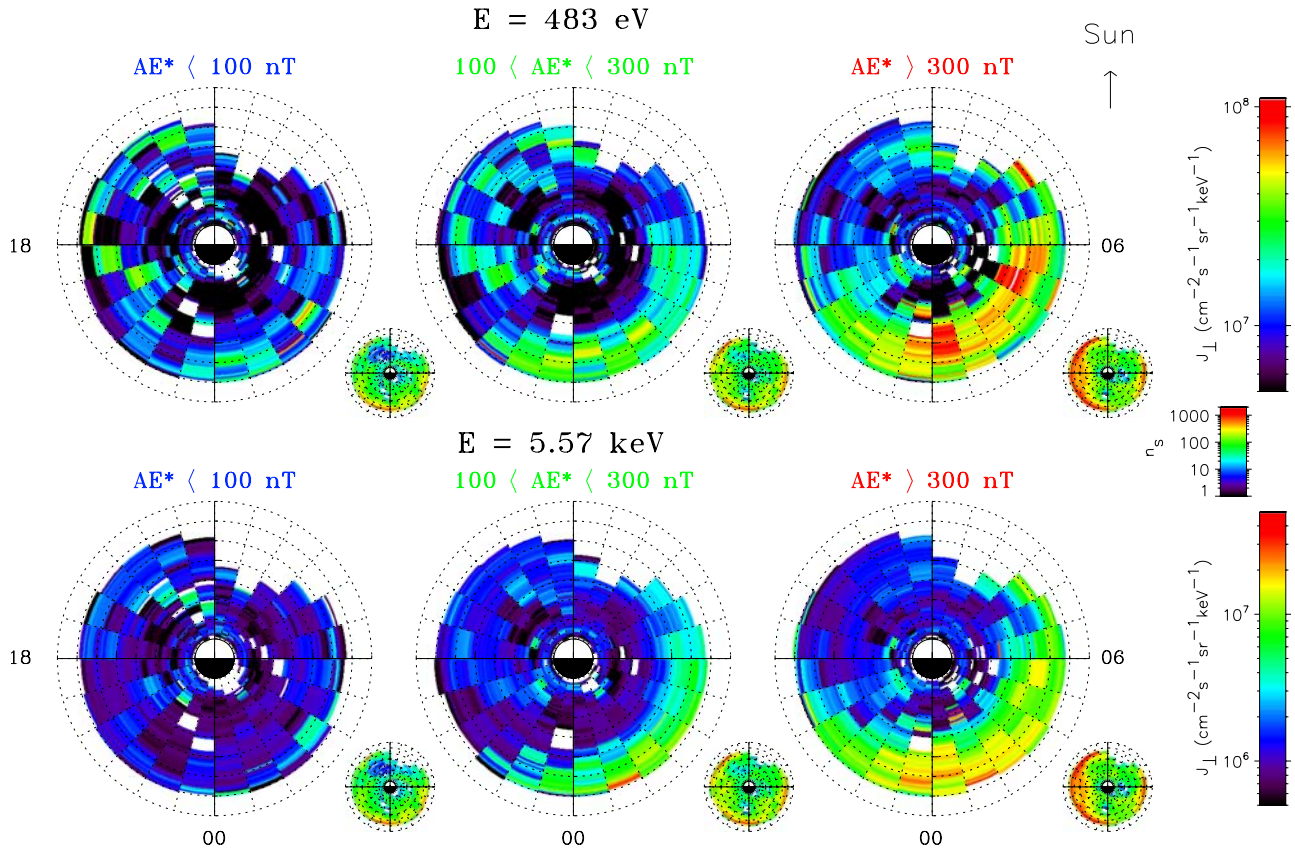 E = 483 eV
Sun
AE* < 100 nT
100 < AE* < 300 nT
AE* > 300 nT
18
06
10⁸
10⁷
J⊥ (cm⁻²s⁻¹sr⁻¹keV⁻¹)
1000
100
10
1
nₛ
E = 5.57 keV
AE* < 100 nT
100 < AE* < 300 nT
AE* > 300 nT
18
06
10⁷
10⁶
J⊥ (cm⁻²s⁻¹sr⁻¹keV⁻¹)
00
00
00